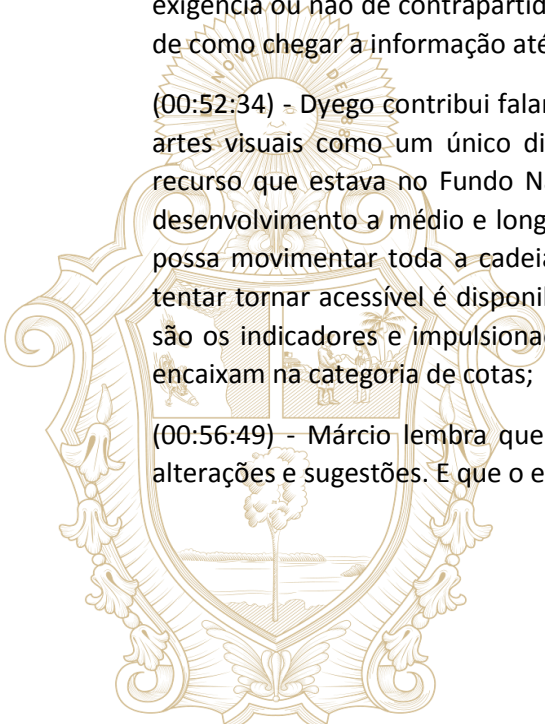 exigência ou não de contrapartid
de como chegar a informação até
(00:52:34) - Dyego contribui falar
artes visuais como um único di
recurso que estava no Fundo N
desenvolvimento a médio e long
possa movimentar toda a cadeia
tentar tornar acessível é disponil
são os indicadores e impulsiona
encaixam na categoria de cotas;
(00:56:49) - Márcio lembra que
alterações e sugestões. E que o e